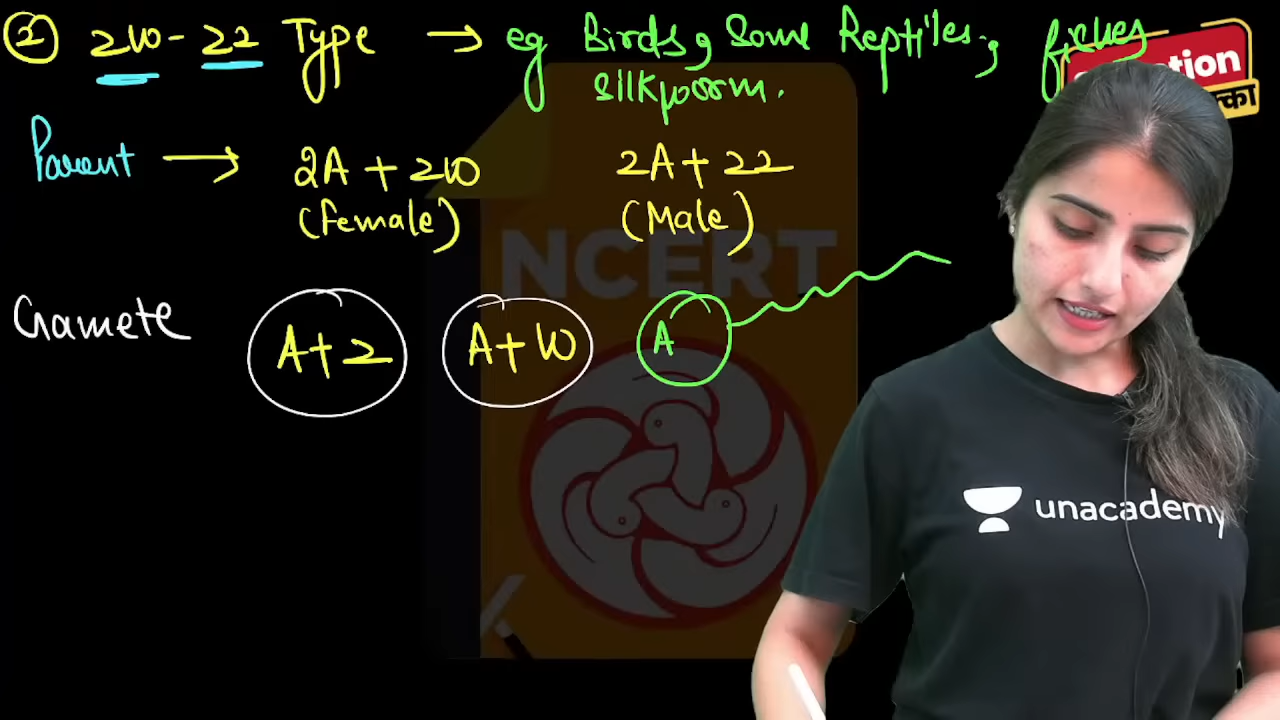 ② ZW - ZZ Type → eg Birds, Some Reptiles, fishes
silkworm.
Parent → 2A + ZW 2A + ZZ
(female) (Male)
Gamete A+Z A+W A
NCERT
unacademy